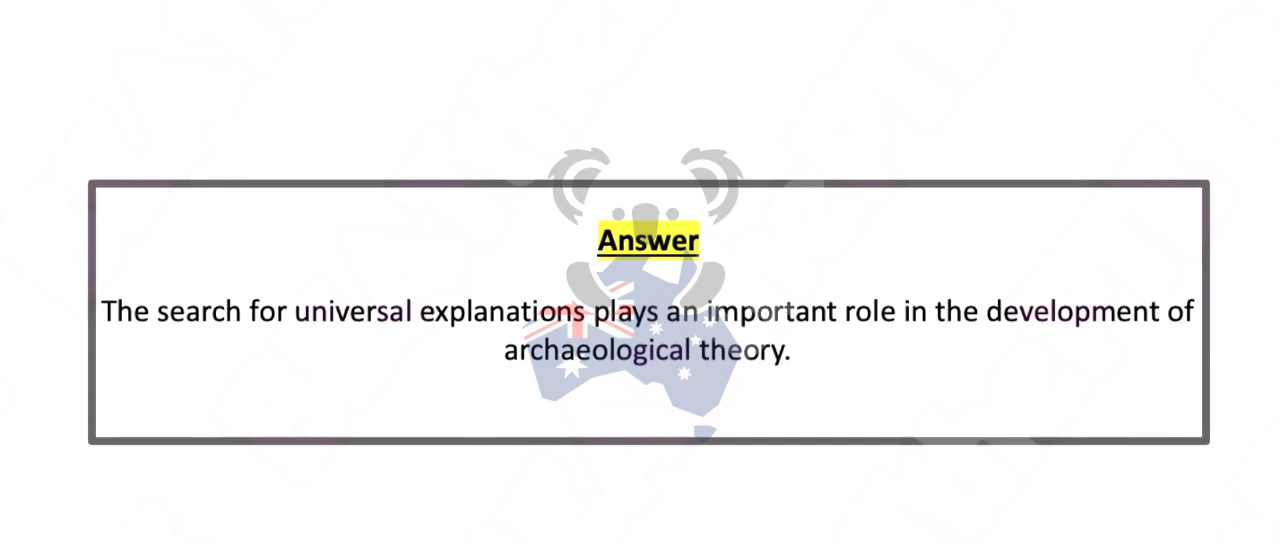 Answer
The search for universal explanations plays an important role in the development of
archaeological theory.